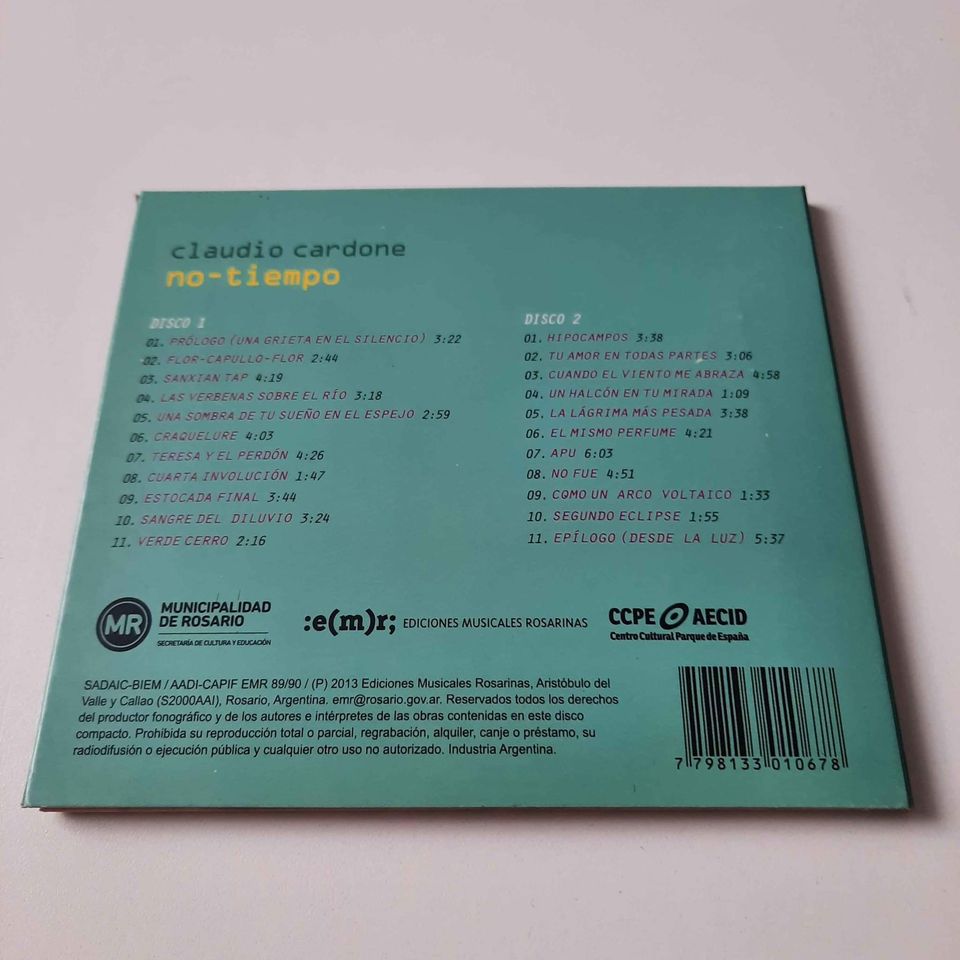 claudio cardone
no-tiempo
DISCO 1
01. PRÓLOGO (UNA GRIETA EN EL SILENCIO) 3:22
02. FLOR-CAPULLO-FLOR 2:44
03. SANXIAN TAP 4:19
04. LAS VERBENAS SOBRE EL RÍO 3:18
05. UNA SOMBRA DE TU SUEÑO EN EL ESPEJO 2:59
06. CRAQUELURE 4:03
07. TERESA Y EL PERDÓN 4:26
08. CUARTA INVOLUCIÓN 1:47
09. ESTOCADA FINAL 3:44
10. SANGRE DEL DILUVIO 3:24
11. VERDE CERRO 2:16
DISCO 2
01. HIPOCAMPOS 3:38
02. TU AMOR EN TODAS PARTES 3:06
03. CUANDO EL VIENTO ME ABRAZA 4:58
04. UN HALCÓN EN TU MIRADA 1:09
05. LA LÁGRIMA MÁS PESADA 3:38
06. EL MISMO PERFUME 4:21
07. APU 6:03
08. NO FUE 4:51
09. COMO UN ARCO VOLTAICO 1:33
10. SEGUNDO ECLIPSE 1:55
11. EPÍLOGO (DESDE LA LUZ) 5:37
MR
MUNICIPALIDAD
DE ROSARIO
SECRETARÍA DE CULTURA Y EDUCACIÓN
:e(m)r; EDICIONES MUSICALES ROSARINAS
CCPE AECID
Centro Cultural Parque de España
SADAIC-BIEM / AADI-CAPIF EMR 89/90 / (P) 2013 Ediciones Musicales Rosarinas, Aristóbulo del
Valle y Callao (S2000AAI), Rosario, Argentina. emr@rosario.gov.ar. Reservados todos los derechos
del productor fonográfico y de los autores e intérpretes de las obras contenidas en este disco
compacto. Prohibida su reproducción total o parcial, regrabación, alquiler, canje o préstamo, su
radiodifusión o ejecución pública y cualquier otro uso no autorizado. Industria Argentina.
7 798133 010678